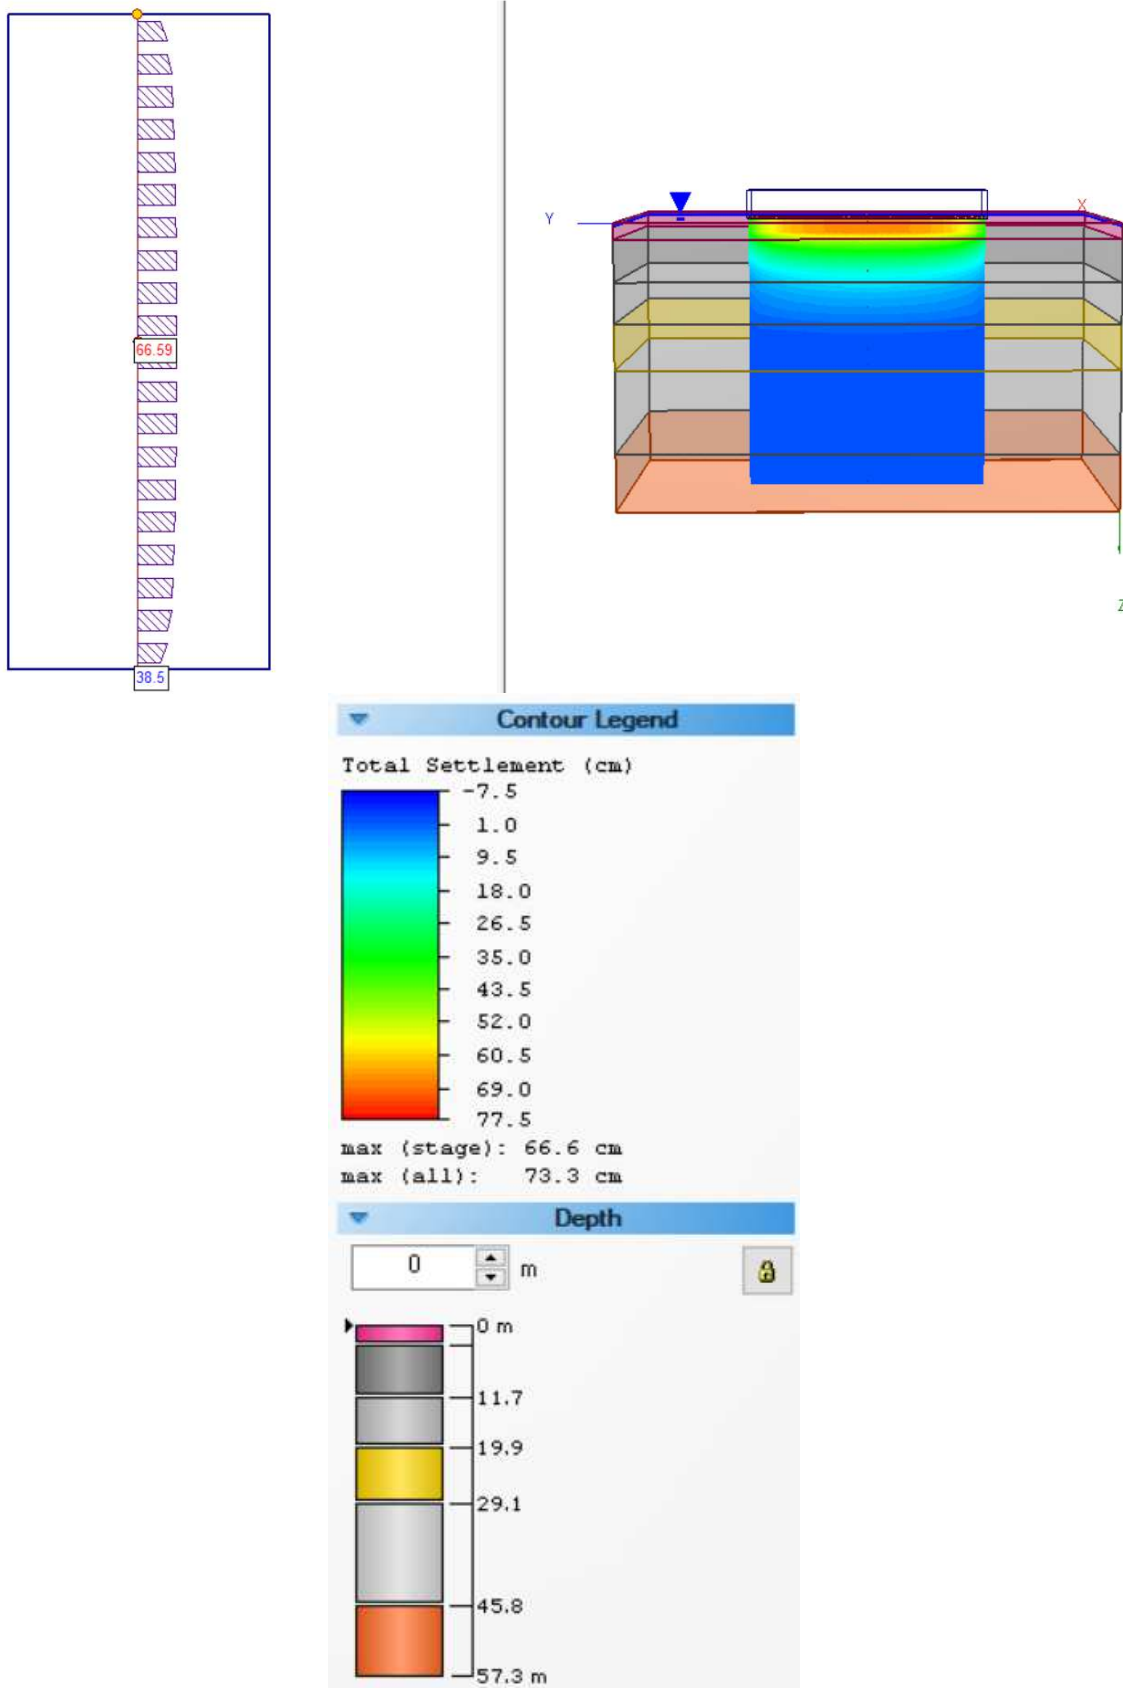 66.59
38.5
Y
X
Z
Contour Legend
Total Settlement (cm)
-7.5
1.0
9.5
18.0
26.5
35.0
43.5
52.0
60.5
69.0
77.5
max (stage): 66.6 cm
max (all): 73.3 cm
Depth
0 m
0 m
11.7
19.9
29.1
45.8
57.3 m